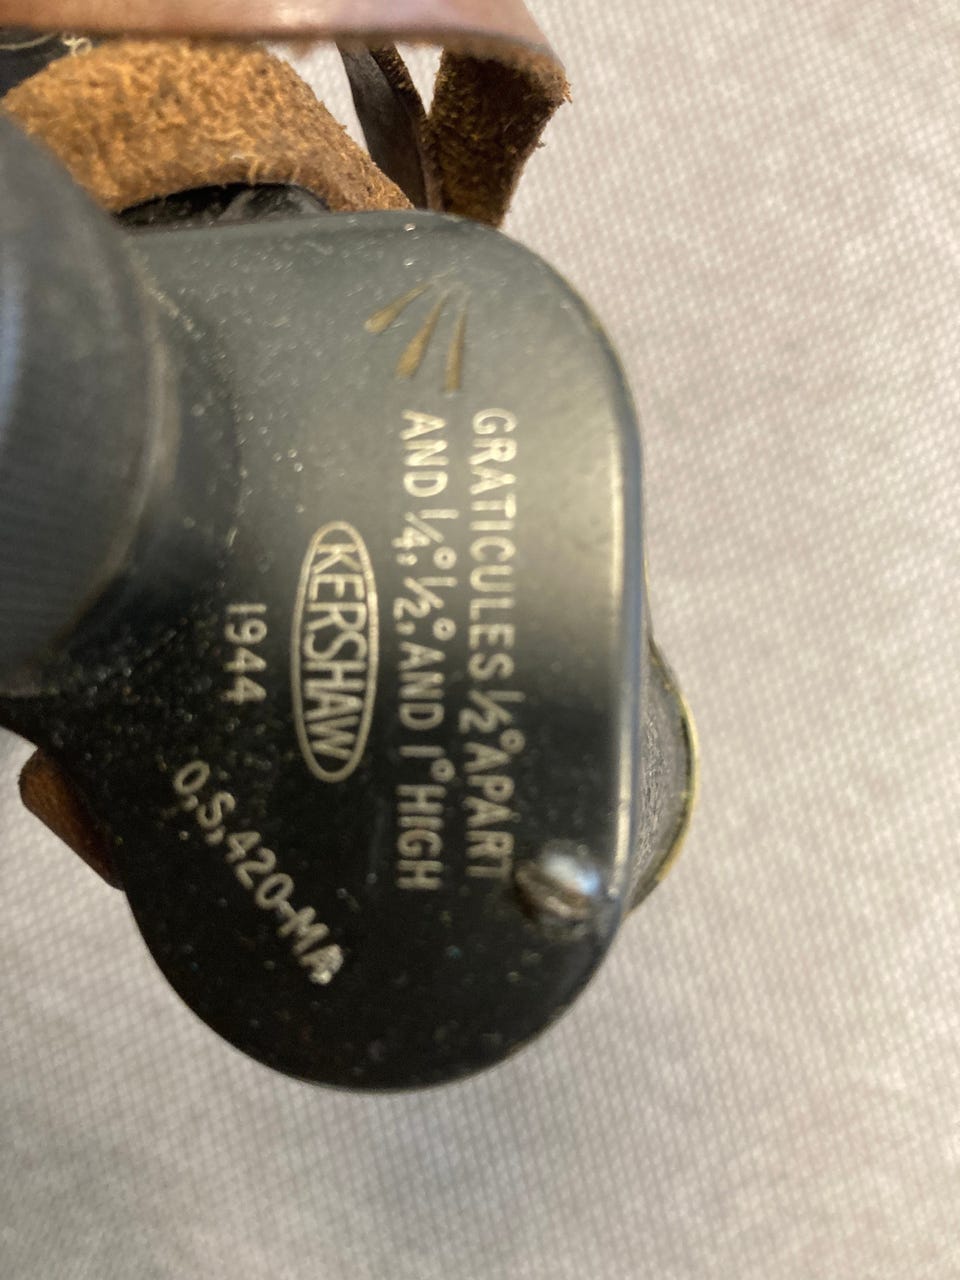 GRATICULES ½° APART
AND ¼°, ½°, AND 1° HIGH
KERSHAW
1944
O.S. 420-MA